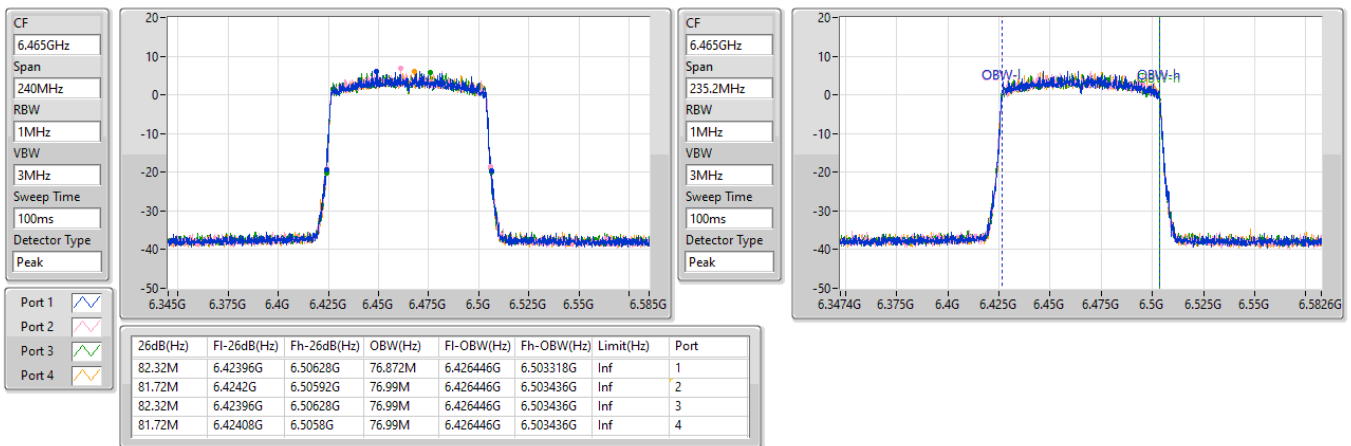 CF
6.465GHz
Span
240MHz
RBW
1MHz
VBW
3MHz
Sweep Time
100ms
Detector Type
Peak
20
10
0
-10
-20
-30
-40
-50
6.345G 6.375G 6.4G 6.425G 6.45G 6.475G 6.5G 6.525G 6.55G 6.585G
CF
6.465GHz
Span
235.2MHz
RBW
1MHz
VBW
3MHz
Sweep Time
100ms
Detector Type
Peak
20
10
0
-10
-20
-30
-40
-50
OBW-l OBW-h
6.3474G 6.375G 6.4G 6.425G 6.45G 6.475G 6.5G 6.525G 6.55G 6.5826G
Port 1
Port 2
Port 3
Port 4
26dB(Hz) Fl-26dB(Hz) Fh-26dB(Hz) OBW(Hz) Fl-OBW(Hz) Fh-OBW(Hz) Limit(Hz) Port
82.32M 6.42396G 6.50628G 76.872M 6.426446G 6.503318G Inf 1
81.72M 6.4242G 6.50592G 76.99M 6.426446G 6.503436G Inf 2
82.32M 6.42396G 6.50628G 76.99M 6.426446G 6.503436G Inf 3
81.72M 6.42408G 6.5058G 76.99M 6.426446G 6.503436G Inf 4